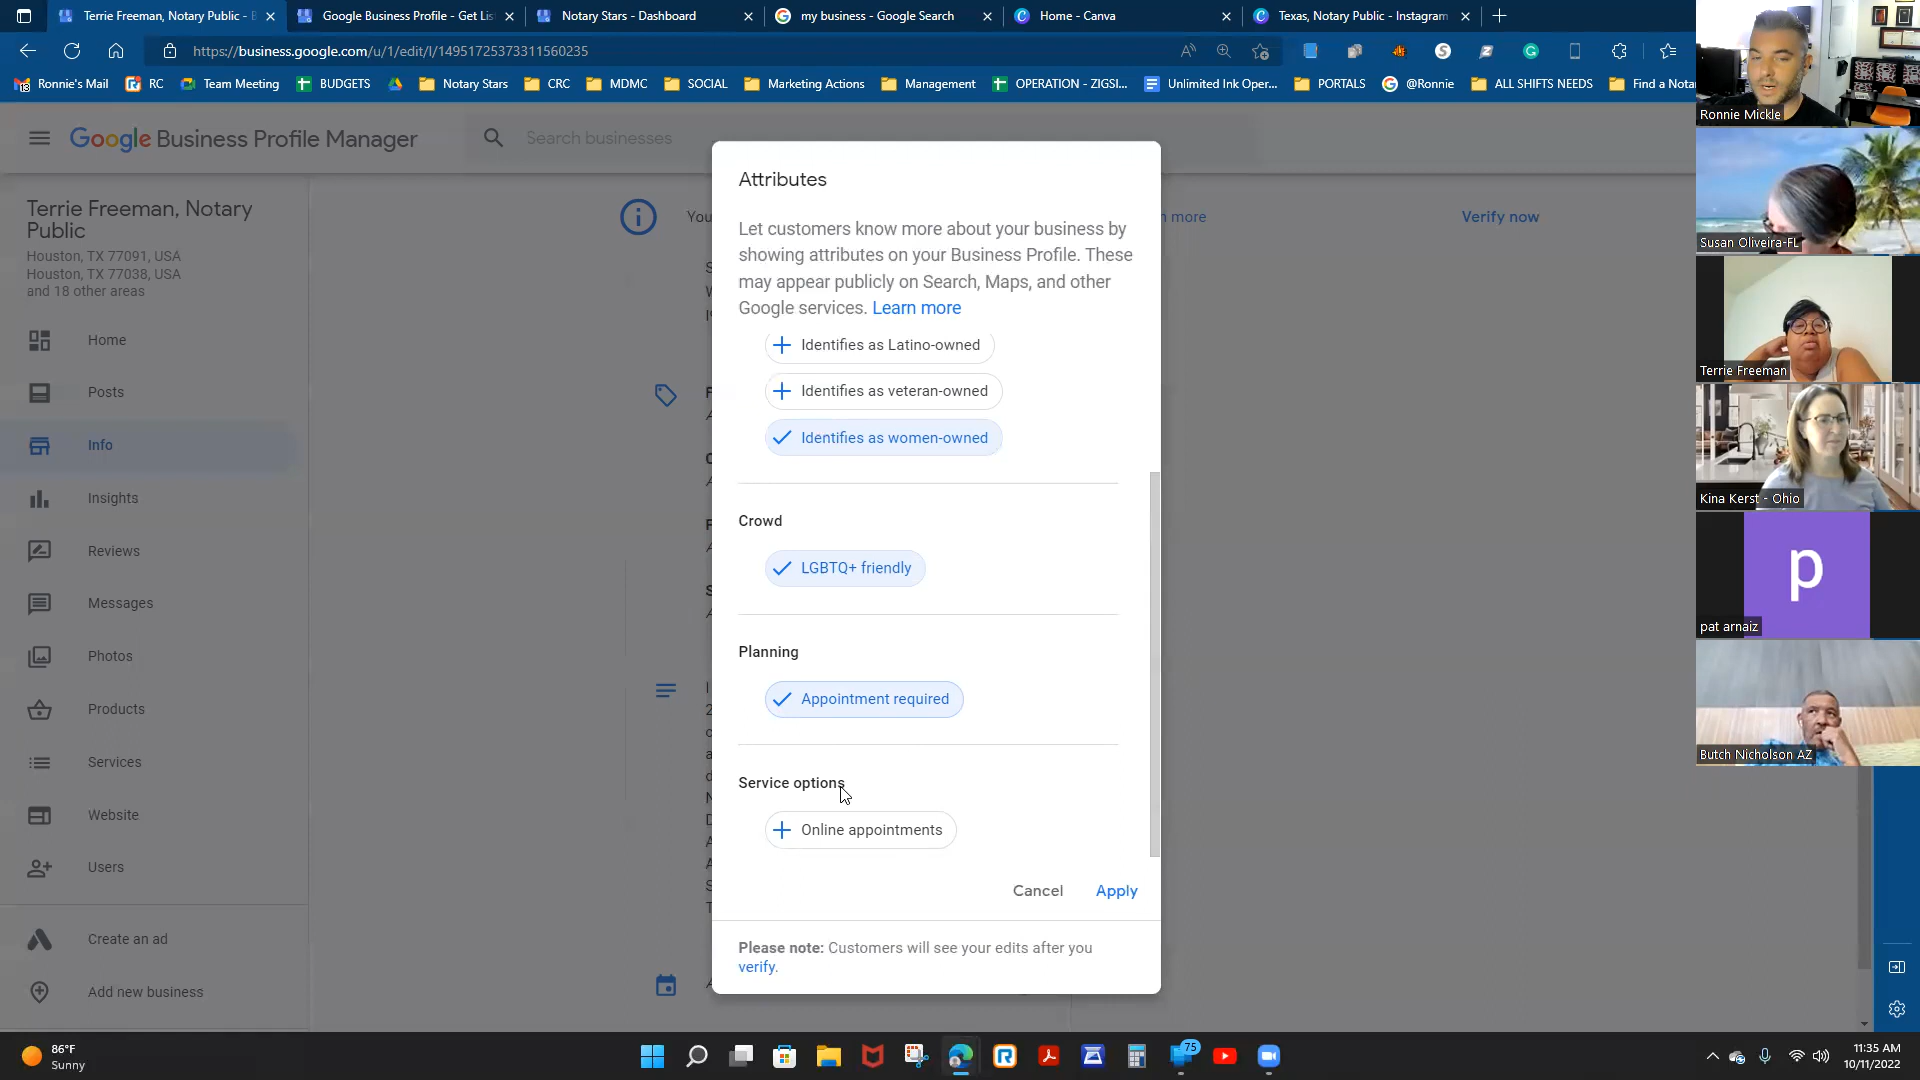 Terrie Freeman, Notary Public - B
Google Business Profile - Get Lis
Notary Stars - Dashboard
my business - Google Search
Home - Canva
Texas, Notary Public - Instagram
https://business.google.com/u/1/edit/l/14951725373311560235
Ronnie's Mail
RC
Team Meeting
BUDGETS
Notary Stars
CRC
MDMC
SOCIAL
Marketing Actions
Management
OPERATION - ZIGSI...
Unlimited Ink Oper...
PORTALS
@Ronnie
ALL SHIFTS NEEDS
Find a Nota
Google Business Profile Manager
Search businesses
Terrie Freeman, Notary
Public
Houston, TX 77091, USA
Houston, TX 77038, USA
and 18 other areas
Home
Posts
Info
Insights
Reviews
Messages
Photos
Products
Services
Website
Users
Create an ad
Add new business
You
n more
Verify now
Attributes
Let customers know more about your business by
showing attributes on your Business Profile. These
may appear publicly on Search, Maps, and other
Google services. Learn more
Identifies as Latino-owned
Identifies as veteran-owned
Identifies as women-owned
Crowd
LGBTQ+ friendly
Planning
Appointment required
Service options
Online appointments
Cancel
Apply
Please note: Customers will see your edits after you
verify.
Ronnie Mickle
Susan Oliveira-FL
Terrie Freeman
Kina Kerst - Ohio
p
pat arnaiz
Butch Nicholson AZ
86°F
Sunny
75
11:35 AM
10/11/2022